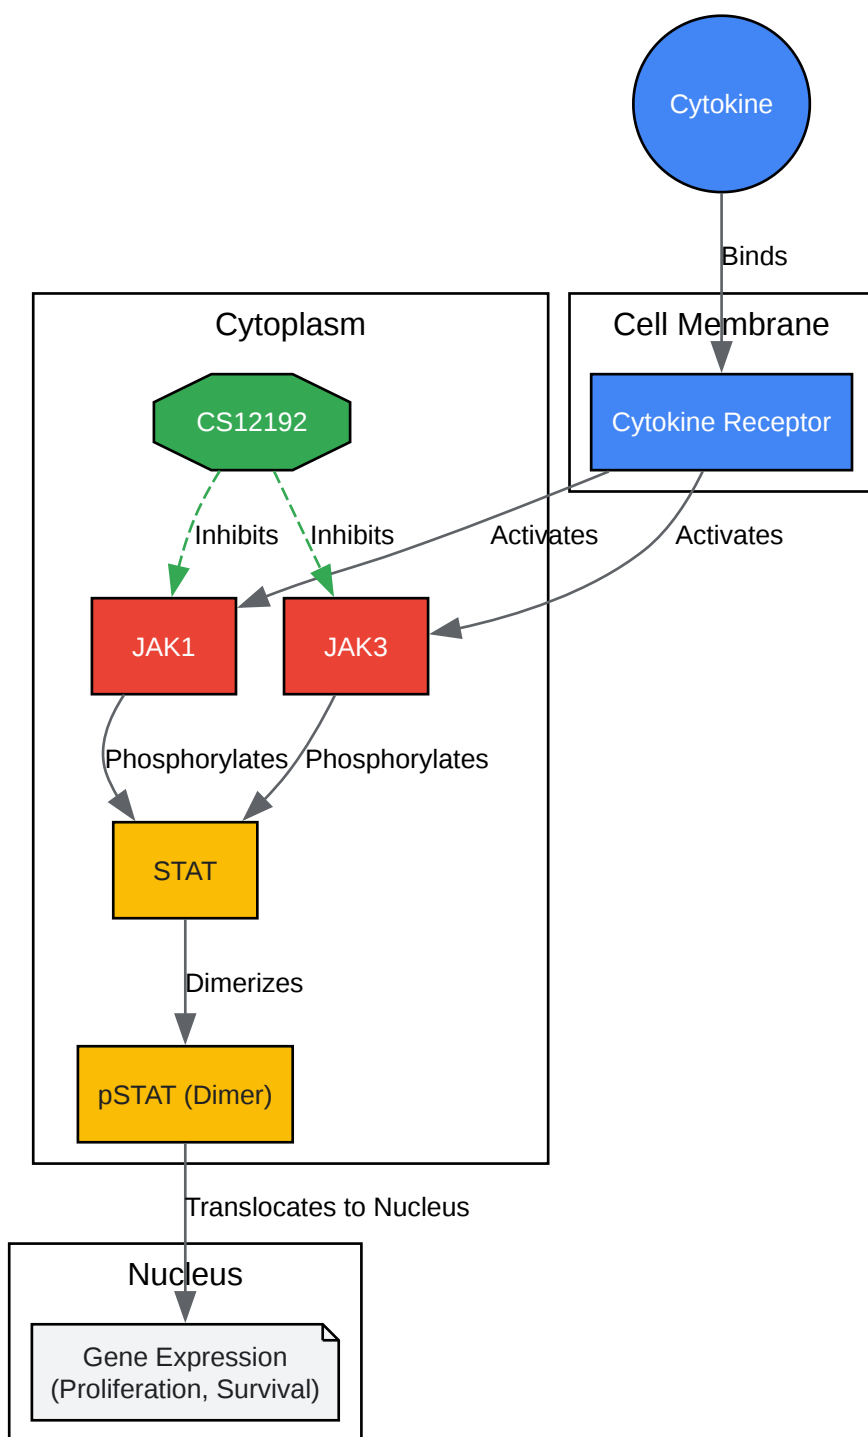 Cytokine
Binds
Cytoplasm
Cell Membrane
CS12192
Cytokine Receptor
Inhibits
Inhibits
Activates
Activates
JAK1
JAK3
Phosphorylates
Phosphorylates
STAT
Dimerizes
pSTAT (Dimer)
Translocates to Nucleus
Nucleus
Gene Expression
(Proliferation, Survival)